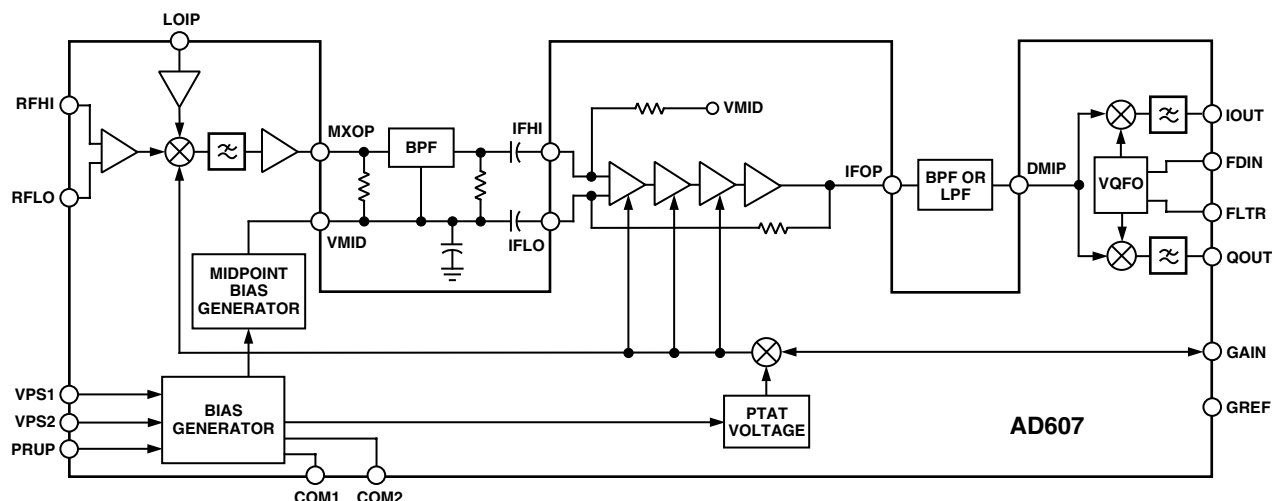 LOIP
RFHI
RFLO
MXOP
BPF
IFHI
VMID
VMID
IFLO
IFOP
BPF OR
LPF
DMIP
VQFO
IOUT
FDIN
FLTR
QOUT
MIDPOINT
BIAS
GENERATOR
GAIN
GREF
VPS1
VPS2
PRUP
BIAS
GENERATOR
PTAT
VOLTAGE
AD607
COM1
COM2